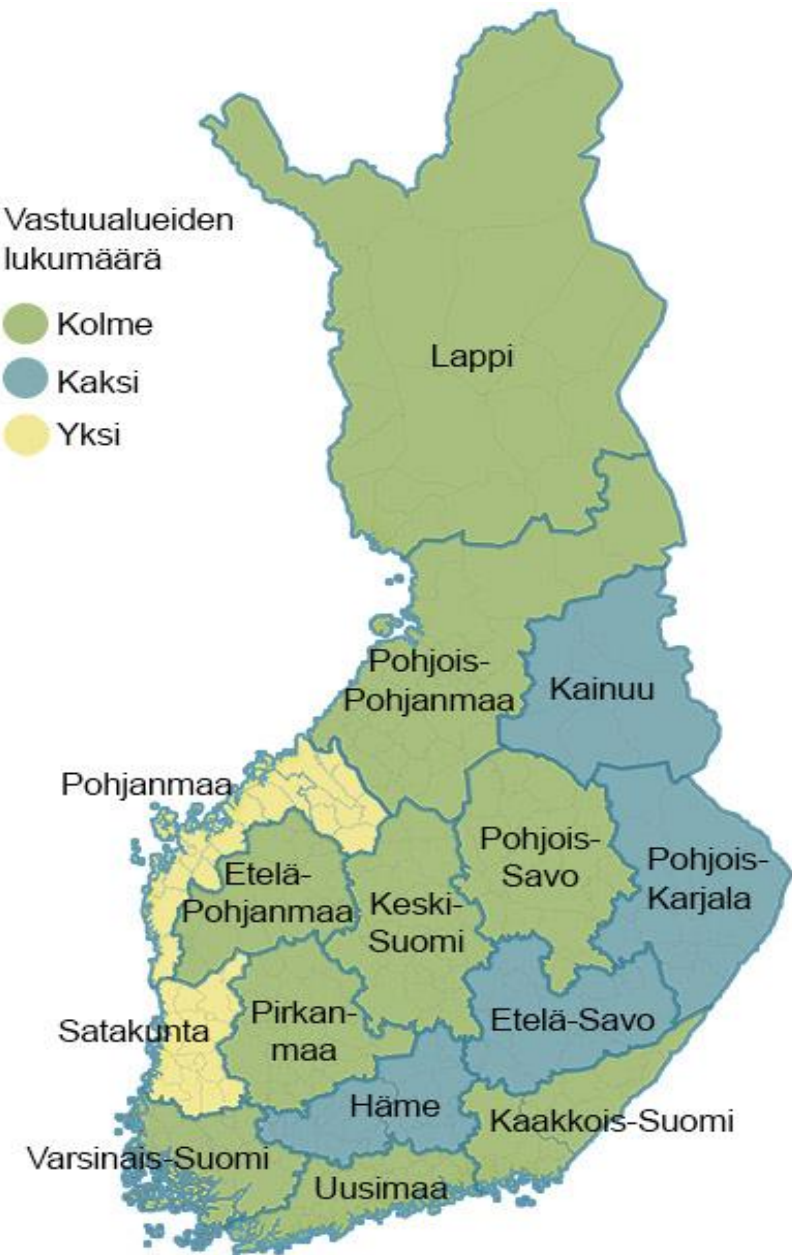 Vastuualueiden
lukumäärä
Kolme
Kaksi
Yksi
Lappi
Pohjois-
Pohjanmaa
Kainuu
Pohjanmaa
Etelä-
Pohjanmaa
Keski-
Suomi
Pohjois-
Savo
Pohjois-
Karjala
Satakunta
Pirkan-
maa
Etelä-Savo
Häme
Kaakkois-Suomi
Varsinais-Suomi
Uusimaa